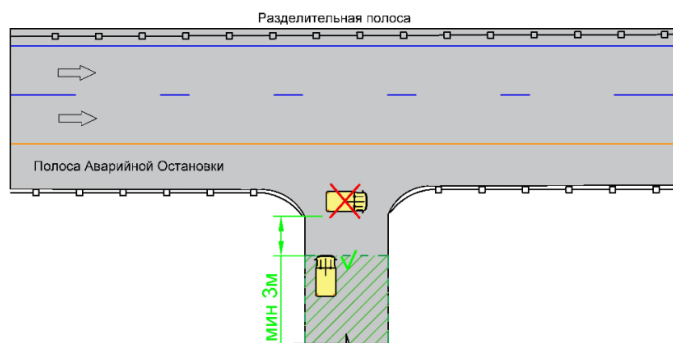 Разделительная полоса
Полоса Аварийной Остановки
мин 3м